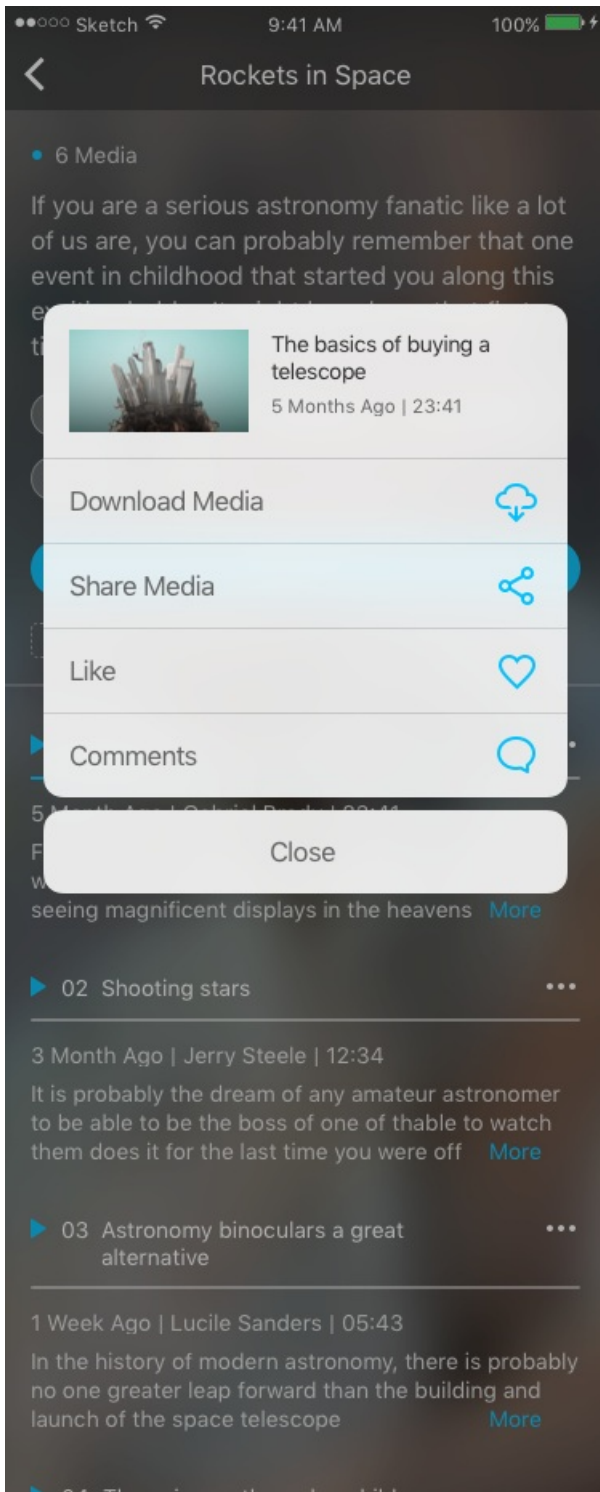 Sketch 9:41 AM 100%
Rockets in Space
6 Media
If you are a serious astronomy fanatic like a lot
of us are, you can probably remember that one
event in childhood that started you along this
The basics of buying a
telescope
5 Months Ago | 23:41
Download Media
Share Media
Like
Comments
Close
seeing magnificent displays in the heavens More
02 Shooting stars
3 Month Ago | Jerry Steele | 12:34
It is probably the dream of any amateur astronomer
to be able to be the boss of one of thable to watch
them does it for the last time you were off More
03 Astronomy binoculars a great
alternative
1 Week Ago | Lucile Sanders | 05:43
In the history of modern astronomy, there is probably
no one greater leap forward than the building and
launch of the space telescope More